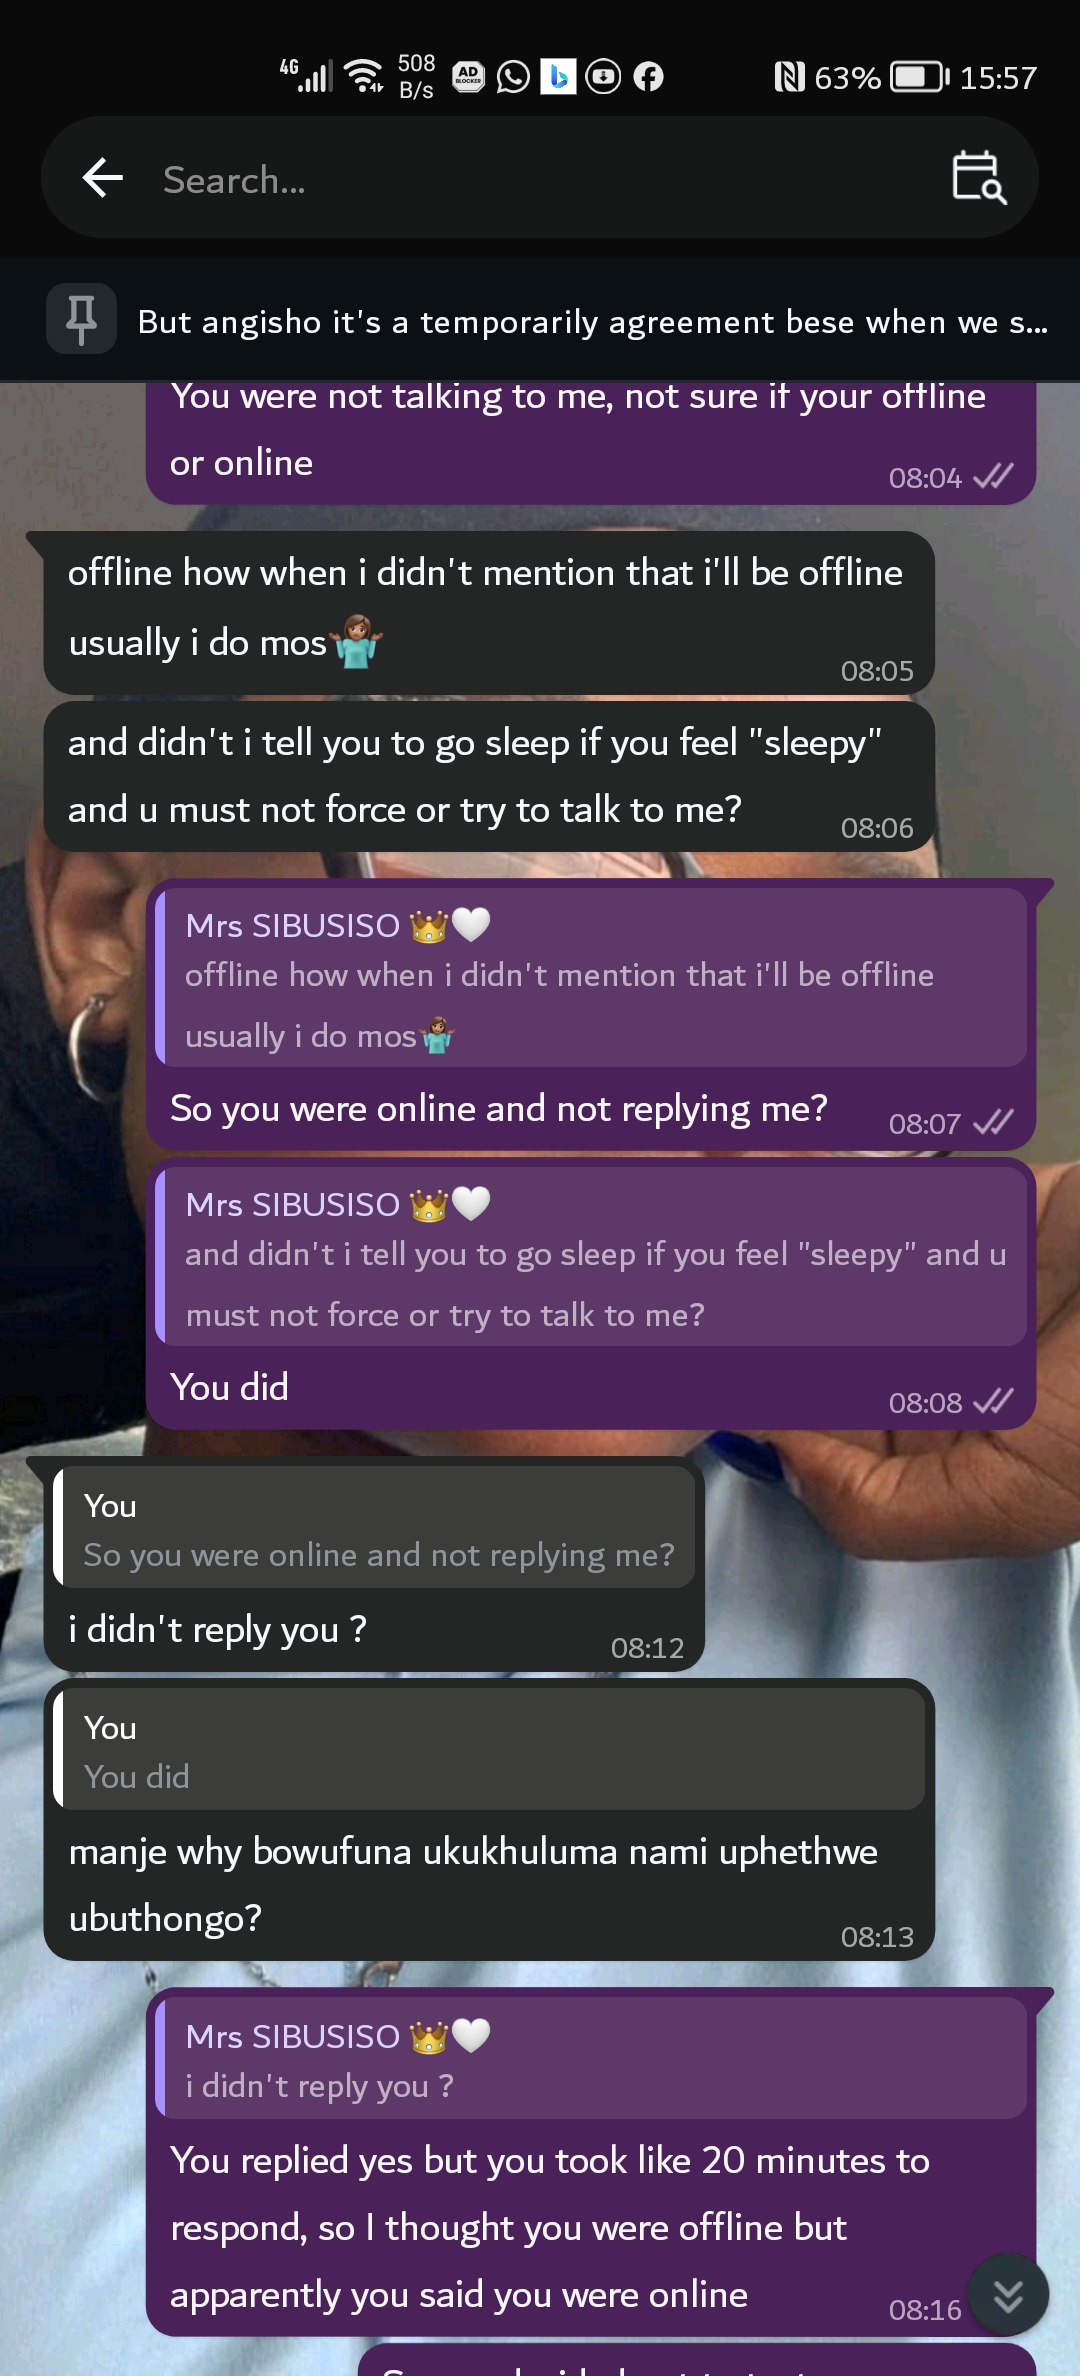 4G 508 B/s AD BLOCKER 63% 15:57
Search...
But angisho it's a temporarily agreement bese when we s...
You were not talking to me, not sure if your offline
or online
08:04
offline how when i didn't mention that i'll be offline
usually i do mos🤷🏽‍♀️
08:05
and didn't i tell you to go sleep if you feel "sleepy"
and u must not force or try to talk to me?
08:06
Mrs SIBUSISO 👑🤍
offline how when i didn't mention that i'll be offline
usually i do mos🤷🏽‍♀️
So you were online and not replying me?
08:07
Mrs SIBUSISO 👑🤍
and didn't i tell you to go sleep if you feel "sleepy" and u
must not force or try to talk to me?
You did
08:08
You
So you were online and not replying me?
i didn't reply you ?
08:12
You
You did
manje why bowufuna ukukhuluma nami uphethwe
ubuthongo?
08:13
Mrs SIBUSISO 👑🤍
i didn't reply you ?
You replied yes but you took like 20 minutes to
respond, so I thought you were offline but
apparently you said you were online
08:16